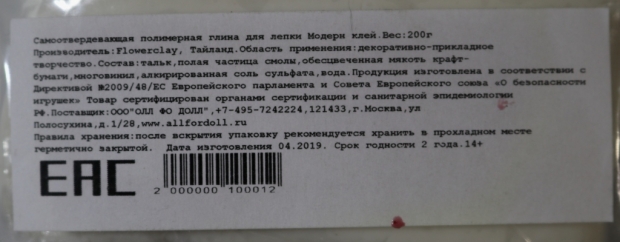 Самоотвердевающая полимерная глина для лепки Модерн клей.Вес:200г
Производитель:Flowerclay, Тайланд.Область применения:декоративно-прикладное
творчество.Состав:тальк,полая частица смолы,обесцвеченная мякоть крафт-
бумаги,многовиныл,алкирированная соль сульфата,вода.Продукция изготовлена в соответствии с
Директивой №2009/48/ЕС Европейского парламента и Совета Европейского союза «О безопасности
игрушек» Товар сертифицирован органами сертификации и санитарной эпидемиологии
РФ.Поставщик:ООО"ОЛЛ ФО ДОЛЛ",+7-495-7242224,121433,г.Москва,ул
Полосухина,д.1/28,www.allfordoll.ru
Правила хранения:после вскрытия упаковку рекомендуется хранить в прохладном месте
герметично закрытой. Дата изготовления 04.2019. Срок годности 2 года.14+
EAC
2 000000 100012